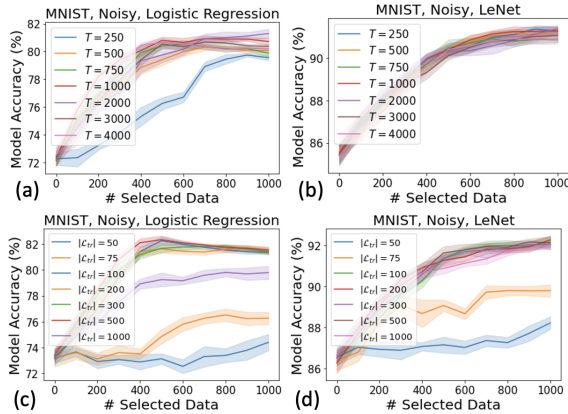 MNIST, Noisy, Logistic Regression
Model Accuracy (%)
82
80
78
76
74
72
T = 250
T = 500
T = 750
T = 1000
T = 2000
T = 3000
T = 4000
0 200 400 600 800 1000
# Selected Data
(a)
MNIST, Noisy, LeNet
Model Accuracy (%)
90
88
86
T = 250
T = 500
T = 750
T = 1000
T = 2000
T = 3000
T = 4000
0 200 400 600 800 1000
# Selected Data
(b)
MNIST, Noisy, Logistic Regression
Model Accuracy (%)
82
80
78
76
74
72
|ℒtr| = 50
|ℒtr| = 75
|ℒtr| = 100
|ℒtr| = 200
|ℒtr| = 300
|ℒtr| = 500
|ℒtr| = 1000
0 200 400 600 800 1000
# Selected Data
(c)
MNIST, Noisy, LeNet
Model Accuracy (%)
92
90
88
86
|ℒtr| = 50
|ℒtr| = 75
|ℒtr| = 100
|ℒtr| = 200
|ℒtr| = 300
|ℒtr| = 500
|ℒtr| = 1000
0 200 400 600 800 1000
# Selected Data
(d)